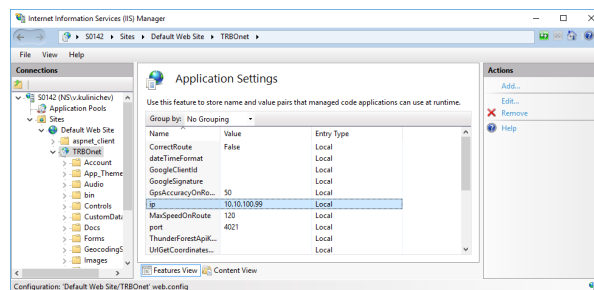 Internet Information Services (IIS) Manager
S0142 Sites Default Web Site TRBOnet
File View Help
Connections
S0142 (NS\v.kulinichev)
Application Pools
Sites
Default Web Site
aspnet_client
TRBOnet
Account
App_Theme
Audio
bin
Controls
CustomData
Docs
Forms
GeocodingS
Images
Application Settings
Use this feature to store name and value pairs that managed code applications can use at runtime.
Group by: No Grouping
Name Value Entry Type
CorrectRoute False Local
dateTimeFormat Local
GoogleClientId Local
GoogleSignature Local
GpsAccuracyOnRo... 50 Local
ip 10.10.100.99 Local
MaxSpeedOnRoute 120 Local
port 4021 Local
ThunderForestApiK... Local
UrlGetCoordinates... Local
Features View Content View
Actions
Add...
Edit...
Remove
Help
Configuration: 'Default Web Site/TRBOnet' web.config